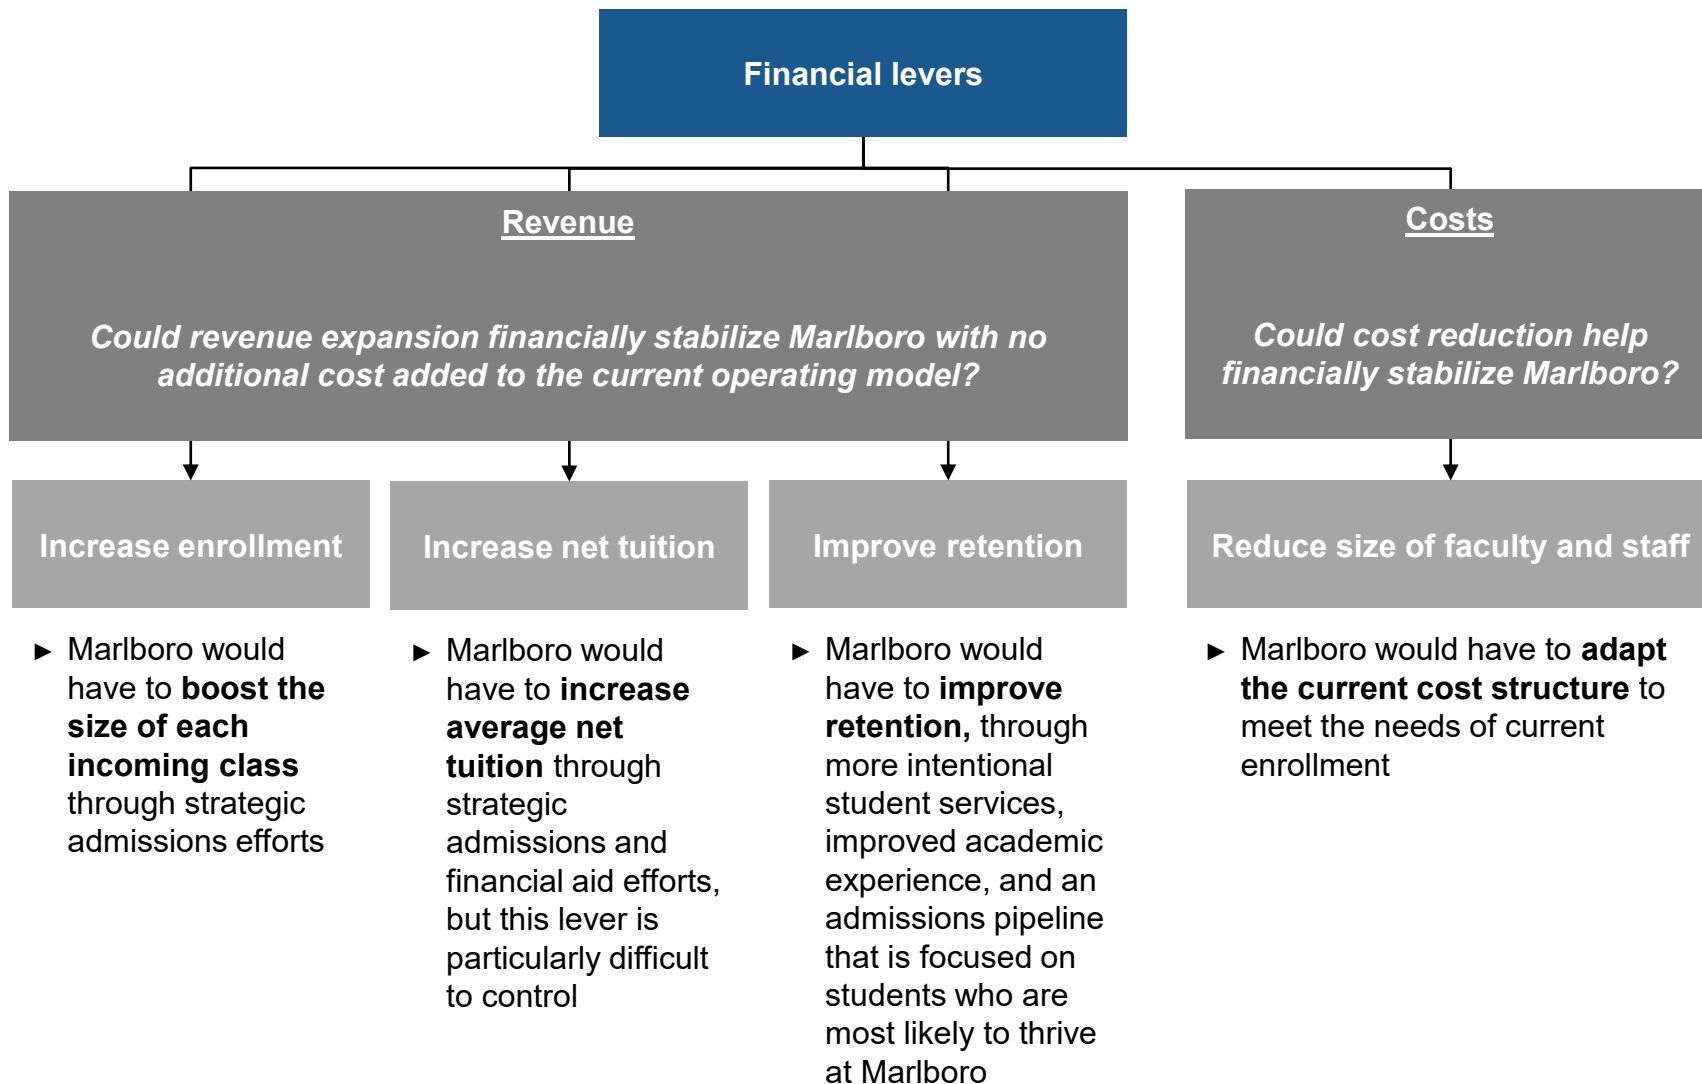 Financial levers
Revenue
Could revenue expansion financially stabilize Marlboro with no
additional cost added to the current operating model?
Costs
Could cost reduction help
financially stabilize Marlboro?
Increase enrollment
► Marlboro would
have to boost the
size of each
incoming class
through strategic
admissions efforts
Increase net tuition
► Marlboro would
have to increase
average net
tuition through
strategic
admissions and
financial aid efforts,
but this lever is
particularly difficult
to control
Improve retention
► Marlboro would
have to improve
retention, through
more intentional
student services,
improved academic
experience, and an
admissions pipeline
that is focused on
students who are
most likely to thrive
at Marlboro
Reduce size of faculty and staff
► Marlboro would have to adapt
the current cost structure to
meet the needs of current
enrollment